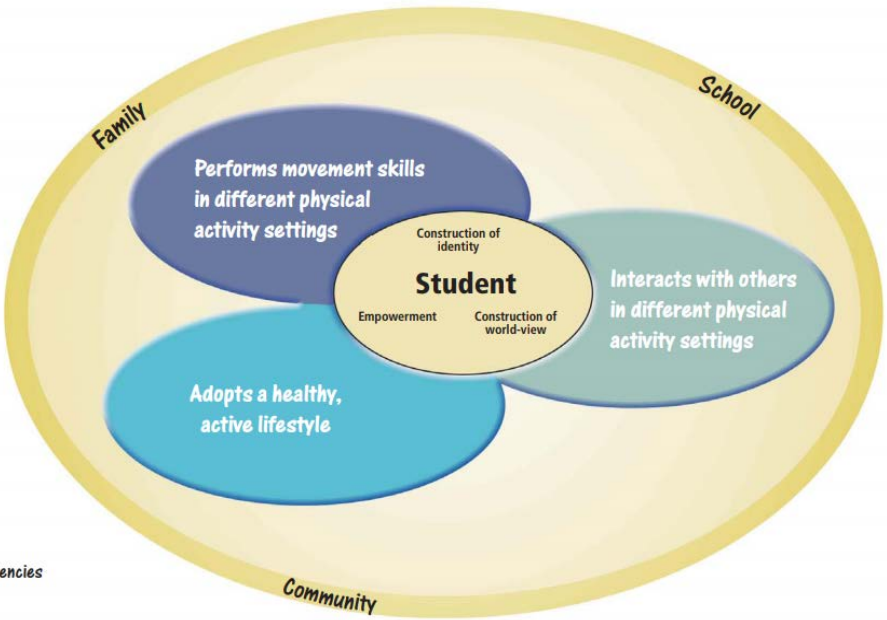 Family
School
Performs movement skills
in different physical
activity settings
Construction of
identity
Student
Empowerment
Construction of
world-view
Interacts with others
in different physical
activity settings
Adopts a healthy,
active lifestyle
encies
Community